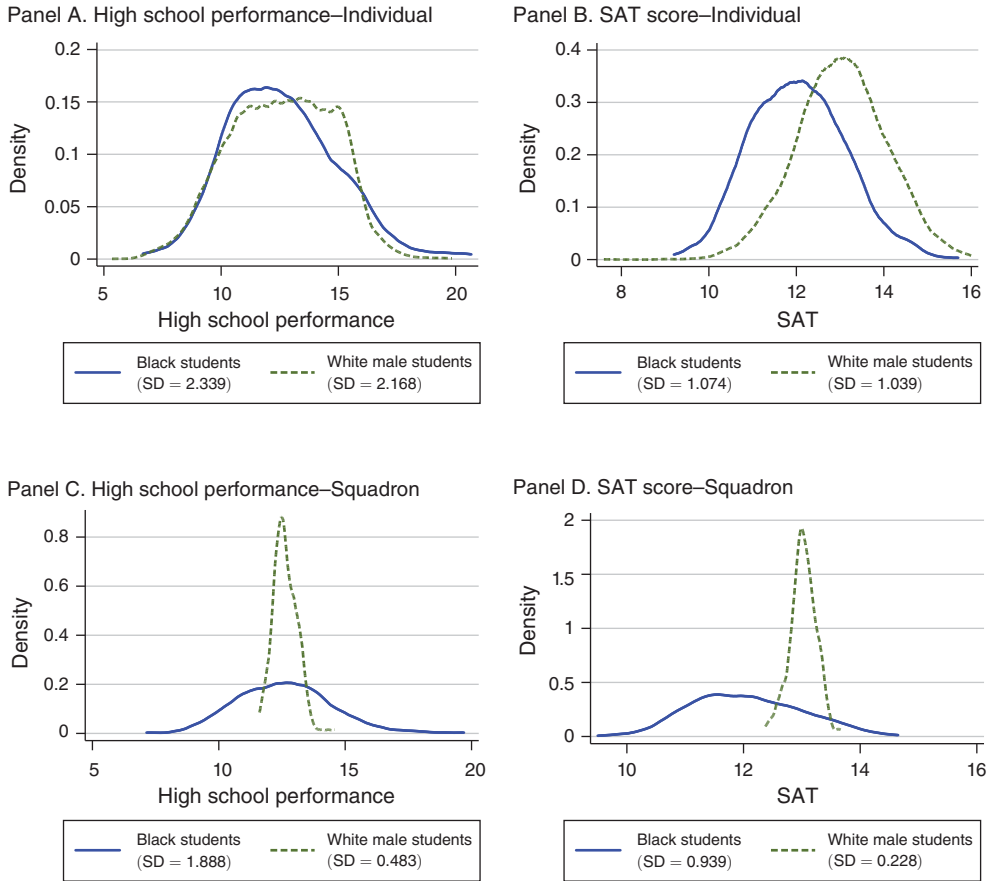 Panel A. High school performance–Individual
0.2
0.15
0.1
0.05
0
Density
5 10 15 20
High school performance
Black students White male students
(SD = 2.339) (SD = 2.168)
Panel B. SAT score–Individual
0.4
0.3
0.2
0.1
0
Density
8 10 12 14 16
SAT
Black students White male students
(SD = 1.074) (SD = 1.039)
Panel C. High school performance–Squadron
0.8
0.6
0.4
0.2
0
Density
5 10 15 20
High school performance
Black students White male students
(SD = 1.888) (SD = 0.483)
Panel D. SAT score–Squadron
2
1.5
1
0.5
0
Density
10 12 14 16
SAT
Black students White male students
(SD = 0.939) (SD = 0.228)